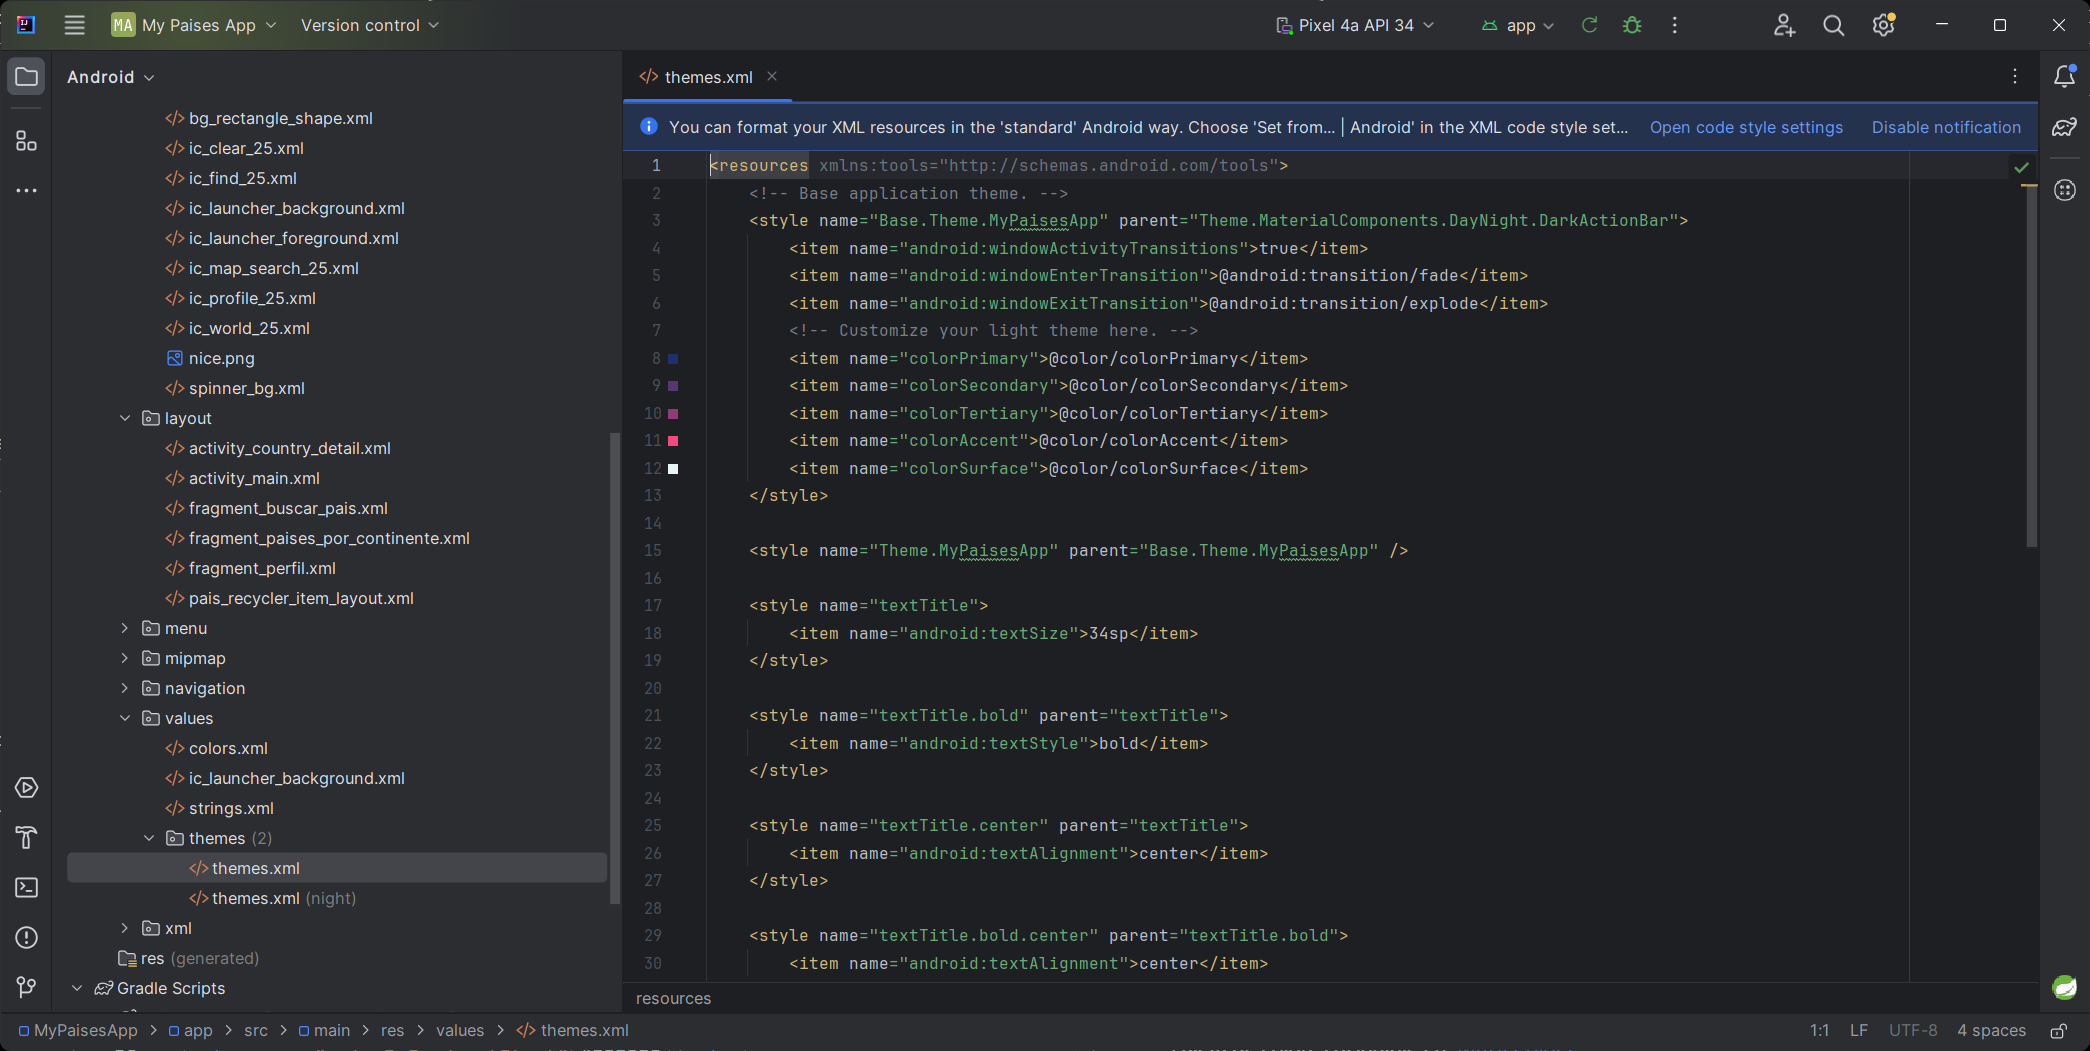 MA My Paises App Version control Pixel 4a API 34 app
Android
bg_rectangle_shape.xml
ic_clear_25.xml
ic_find_25.xml
ic_launcher_background.xml
ic_launcher_foreground.xml
ic_map_search_25.xml
ic_profile_25.xml
ic_world_25.xml
nice.png
spinner_bg.xml
layout
activity_country_detail.xml
activity_main.xml
fragment_buscar_pais.xml
fragment_paises_por_continente.xml
fragment_perfil.xml
pais_recycler_item_layout.xml
menu
mipmap
navigation
values
colors.xml
ic_launcher_background.xml
strings.xml
themes (2)
themes.xml
themes.xml (night)
xml
res (generated)
Gradle Scripts
themes.xml
You can format your XML resources in the 'standard' Android way. Choose 'Set from... | Android' in the XML code style set... Open code style settings Disable notification
1 <resources xmlns:tools="http://schemas.android.com/tools">
2 <!-- Base application theme. -->
3 <style name="Base.Theme.MyPaisesApp" parent="Theme.MaterialComponents.DayNight.DarkActionBar">
4 <item name="android:windowActivityTransitions">true</item>
5 <item name="android:windowEnterTransition">@android:transition/fade</item>
6 <item name="android:windowExitTransition">@android:transition/explode</item>
7 <!-- Customize your light theme here. -->
8 <item name="colorPrimary">@color/colorPrimary</item>
9 <item name="colorSecondary">@color/colorSecondary</item>
10 <item name="colorTertiary">@color/colorTertiary</item>
11 <item name="colorAccent">@color/colorAccent</item>
12 <item name="colorSurface">@color/colorSurface</item>
13 </style>
14
15 <style name="Theme.MyPaisesApp" parent="Base.Theme.MyPaisesApp" />
16
17 <style name="textTitle">
18 <item name="android:textSize">34sp</item>
19 </style>
20
21 <style name="textTitle.bold" parent="textTitle">
22 <item name="android:textStyle">bold</item>
23 </style>
24
25 <style name="textTitle.center" parent="textTitle">
26 <item name="android:textAlignment">center</item>
27 </style>
28
29 <style name="textTitle.bold.center" parent="textTitle.bold">
30 <item name="android:textAlignment">center</item>
resources
MyPaisesApp > app > src > main > res > values > themes.xml 1:1 LF UTF-8 4 spaces